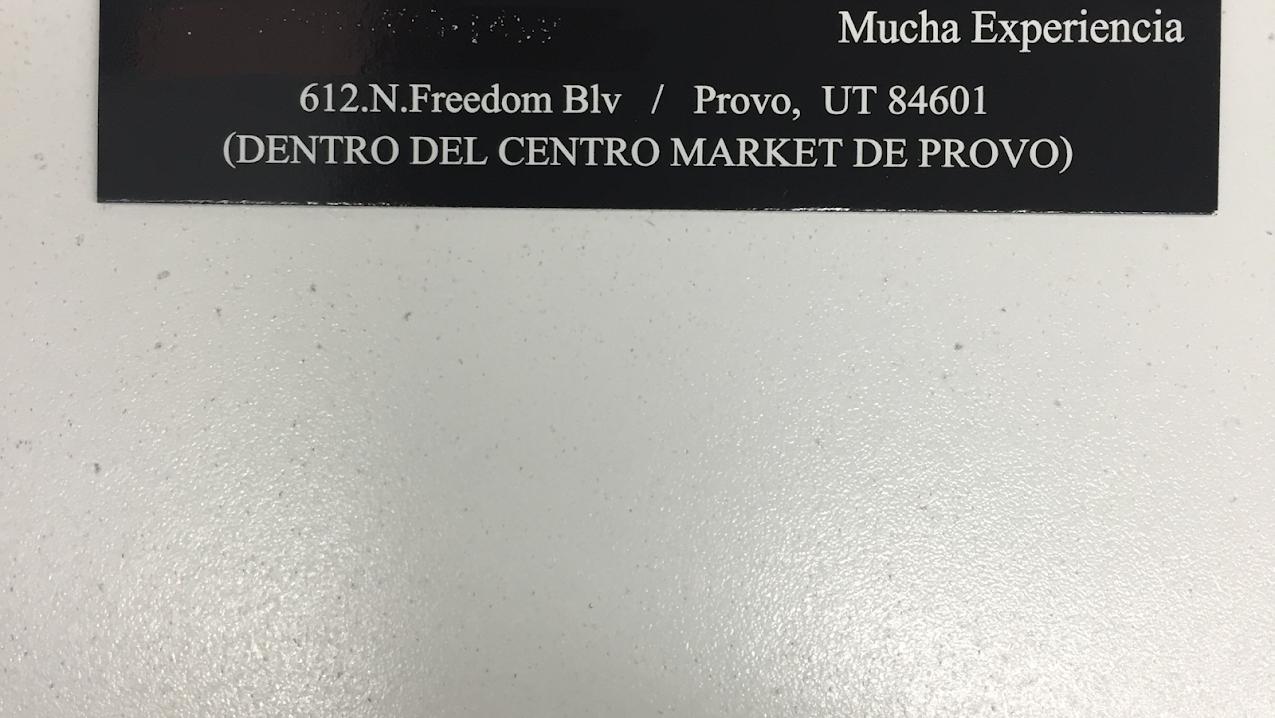 Mucha Experiencia
612.N.Freedom Blv / Provo, UT 84601
(DENTRO DEL CENTRO MARKET DE PROVO)